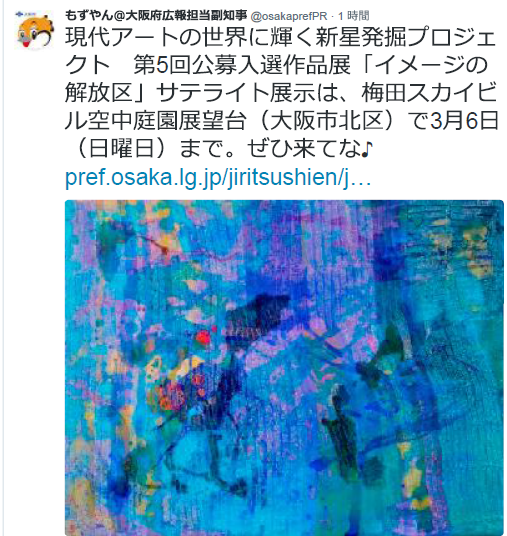 もずやん@大阪府広報担当副知事 @osakaprefPR · 1 時間
現代アートの世界に輝く新星発掘プロジェ
クト　第5回公募入選作品展「イメージの
解放区」サテライト展示は、梅田スカイビ
ル空中庭園展望台（大阪市北区）で3月6日
（日曜日）まで。ぜひ来てな♪
pref.osaka.lg.jp/jiritsushien/j…